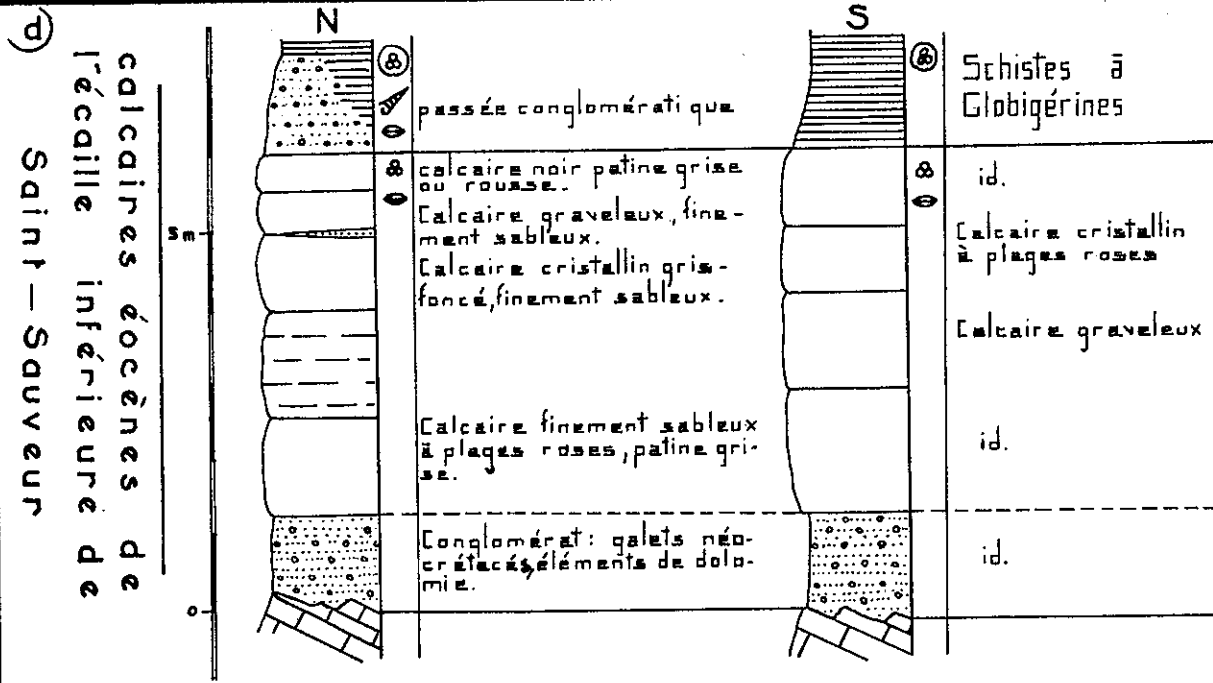 d
calcaires éocènes de
l'écaille inférieure de
Saint-Sauveur
5m
0
N
passée conglomératique
calcaire noir patine grise
ou rousse.
Calcaire graveleux, fine-
ment sableux.
Calcaire cristallin gris-
foncé, finement sableux.
Calcaire finement sableux
à plages roses, patine gri-
se.
Conglomérat: galets néo-
crétacés, éléments de dolo-
mie.
S
Schistes à
Globigérines
id.
Calcaire cristallin
à plages roses
Calcaire graveleux
id.
id.